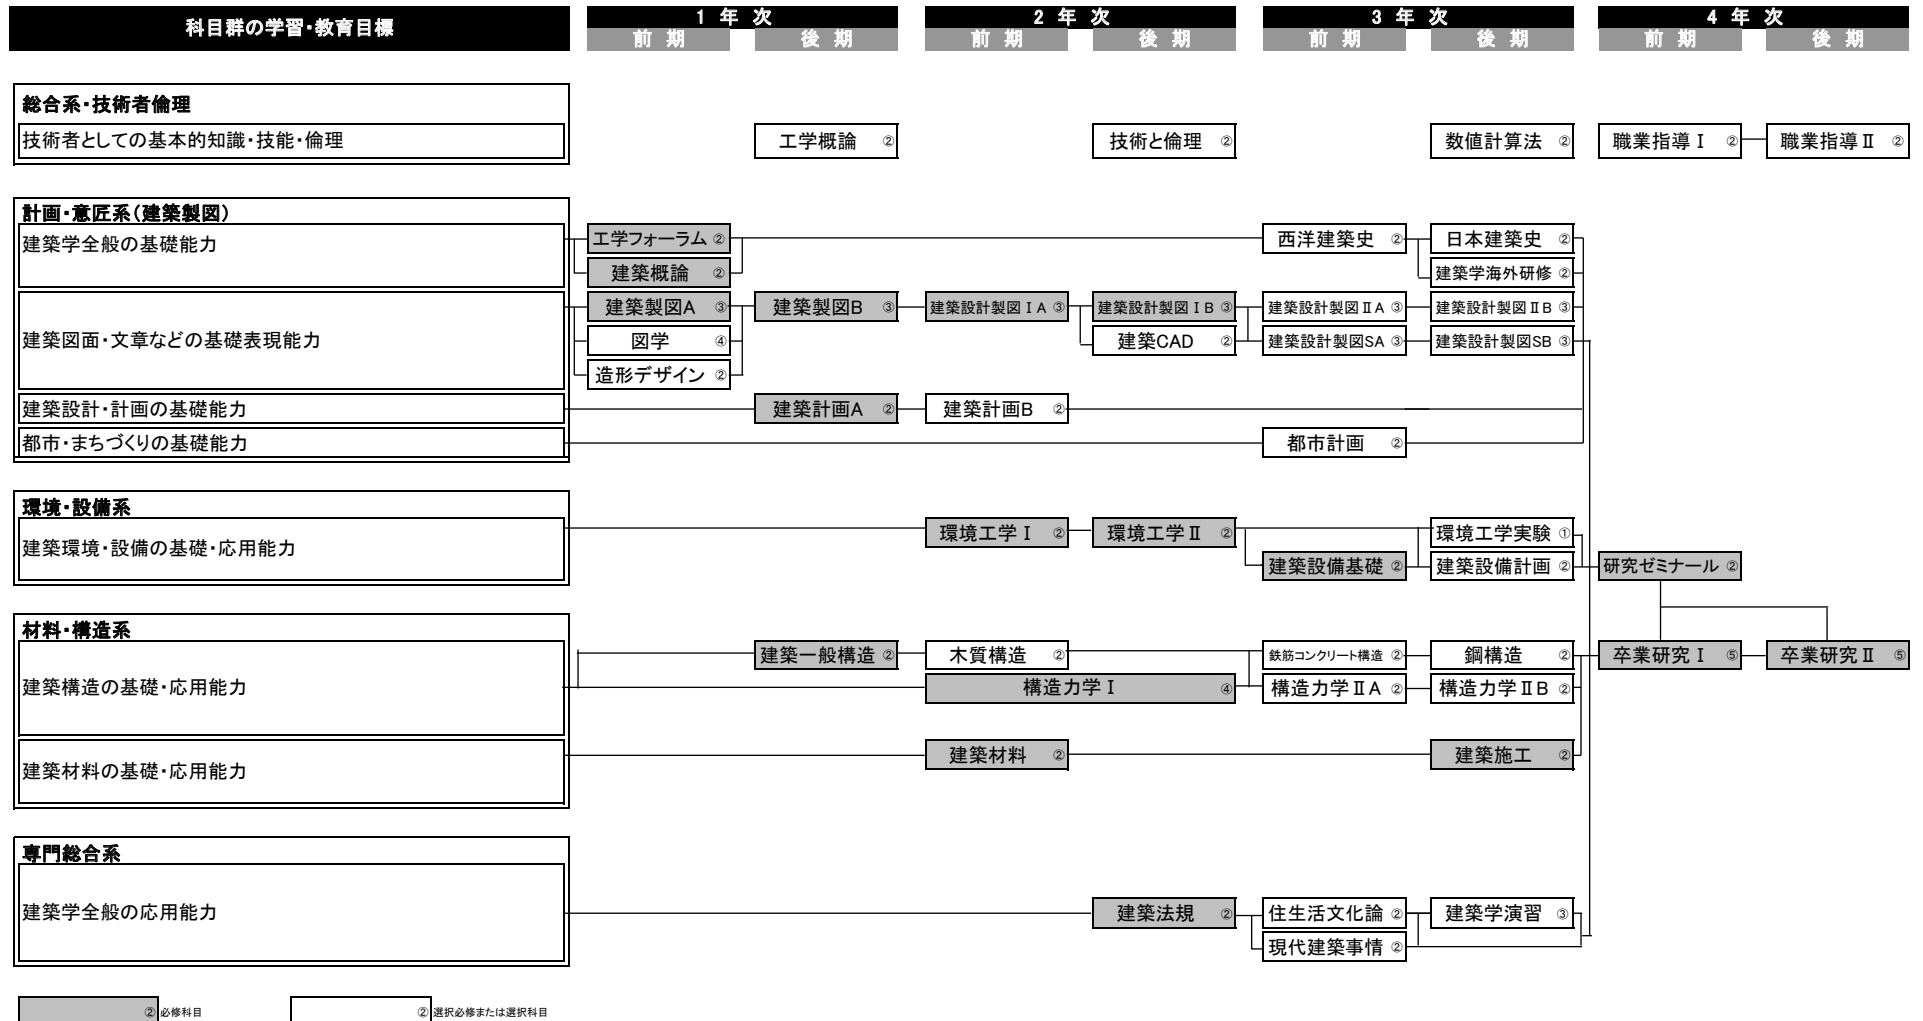 科目群の学習・教育目標 1 年 次 2 年 次 3 年 次 4 年 次
前 期 後 期 前 期 後 期 前 期 後 期 前 期 後 期
総合系・技術者倫理
技術者としての基本的知識・技能・倫理 工学概論 ② 技術と倫理 ② 数値計算法 ② 職業指導Ⅰ ② 職業指導Ⅱ ②
計画・意匠系(建築製図)
建築学全般の基礎能力 工学フォーラム ② 西洋建築史 ② 日本建築史 ②
建築概論 ② 建築学海外研修 ②
建築製図A ③ 建築製図B ③ 建築設計製図ⅠA ③ 建築設計製図ⅠB ③ 建築設計製図ⅡA ③ 建築設計製図ⅡB ③
建築図面・文章などの基礎表現能力 図学 ④ 建築CAD ② 建築設計製図SA ③ 建築設計製図SB ③
造形デザイン ②
建築設計・計画の基礎能力 建築計画A ② 建築計画B ②
都市・まちづくりの基礎能力 都市計画 ②
環境・設備系
建築環境・設備の基礎・応用能力 環境工学Ⅰ ② 環境工学Ⅱ ② 環境工学実験 ①
建築設備基礎 ② 建築設備計画 ② 研究ゼミナール ②
材料・構造系
建築一般構造 ② 木質構造 ② 鉄筋コンクリート構造 ② 鋼構造 ② 卒業研究Ⅰ ⑤ 卒業研究Ⅱ ⑤
建築構造の基礎・応用能力 構造力学Ⅰ ④ 構造力学ⅡA ② 構造力学ⅡB ②
建築材料の基礎・応用能力 建築材料 ② 建築施工 ②
専門総合系
建築学全般の応用能力 建築法規 ② 住生活文化論 ② 建築学演習 ③
現代建築事情 ②
② 必修科目 ② 選択必修または選択科目